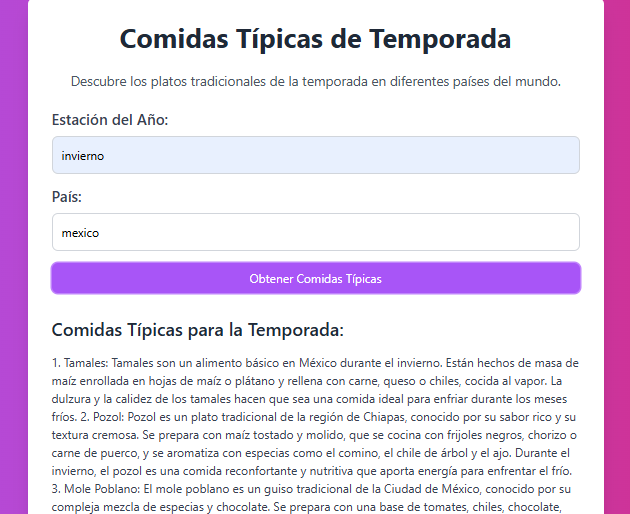 Comidas Típicas de Temporada
Descubre los platos tradicionales de la temporada en diferentes países del mundo.
Estación del Año:
invierno
País:
mexico
Obtener Comidas Típicas
Comidas Típicas para la Temporada:
1. Tamales: Tamales son un alimento básico en México durante el invierno. Están hechos de masa de
maíz enrollada en hojas de maíz o plátano y rellena con carne, queso o chiles, cocida al vapor. La
dulzura y la calidez de los tamales hacen que sea una comida ideal para enfriar durante los meses
fríos. 2. Pozol: Pozol es un plato tradicional de la región de Chiapas, conocido por su sabor rico y su
textura cremosa. Se prepara con maíz tostado y molido, que se cocina con frijoles negros, chorizo o
carne de puerco, y se aromatiza con especias como el comino, el chile de árbol y el ajo. Durante el
invierno, el pozol es una comida reconfortante y nutritiva que aporta energía para enfrentar el frío.
3. Mole Poblano: El mole poblano es un guiso tradicional de la Ciudad de México, conocido por su
compleja mezcla de especias y chocolate. Se prepara con una base de tomates, chiles, chocolate,